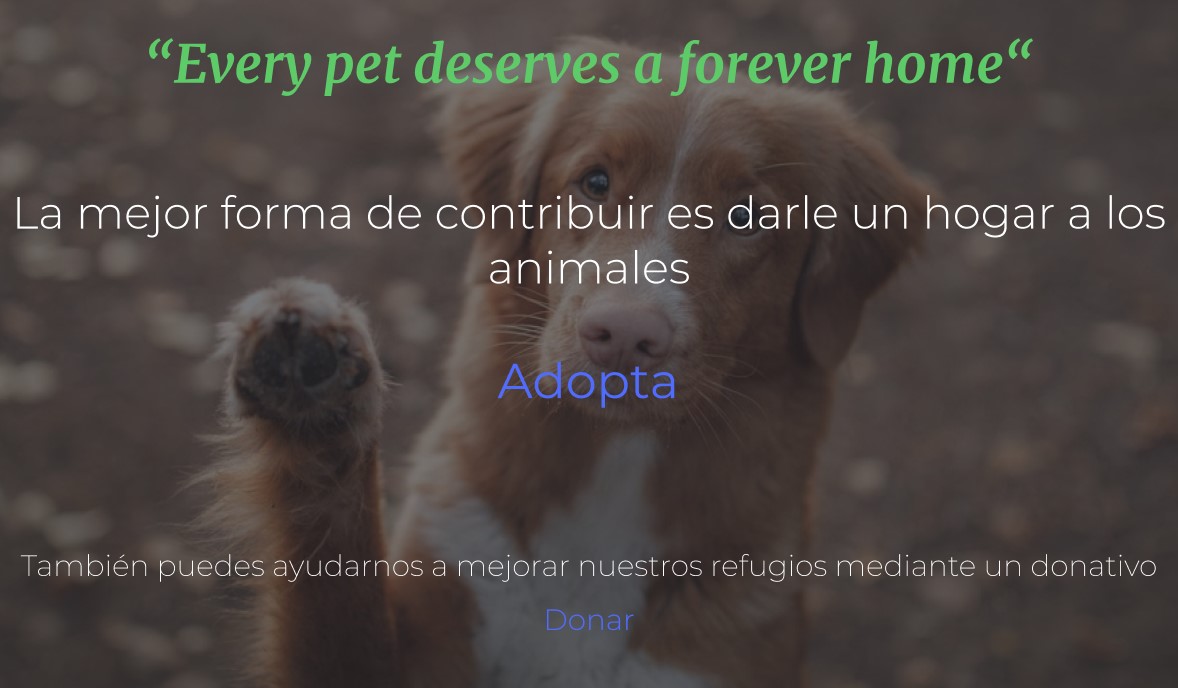 “Every pet deserves a forever home“
La mejor forma de contribuir es darle un hogar a los
animales
Adopta
También puedes ayudarnos a mejorar nuestros refugios mediante un donativo
Donar